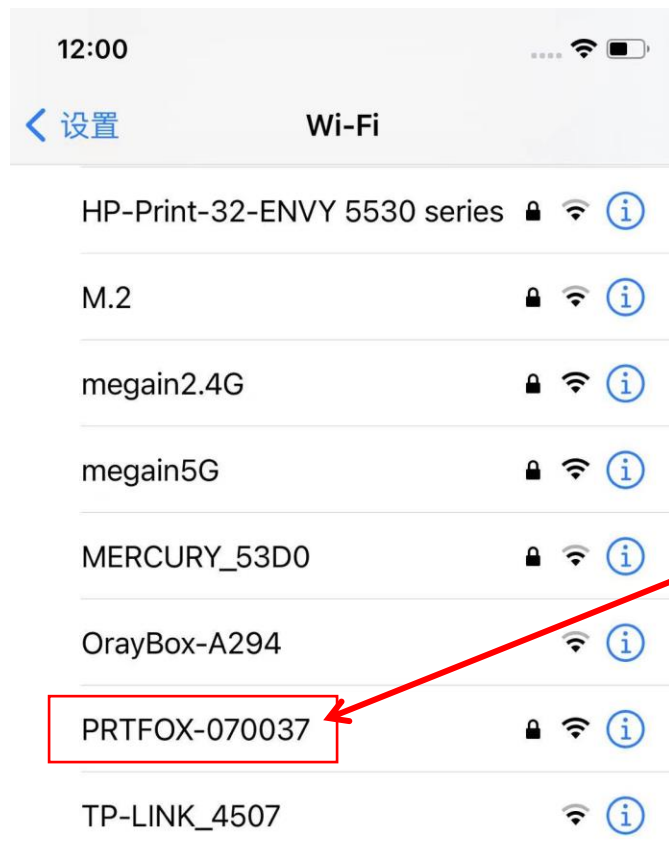 12:00
设置 Wi-Fi
HP-Print-32-ENVY 5530 series
M.2
megain2.4G
megain5G
MERCURY_53D0
OrayBox-A294
PRTFOX-070037
TP-LINK_4507